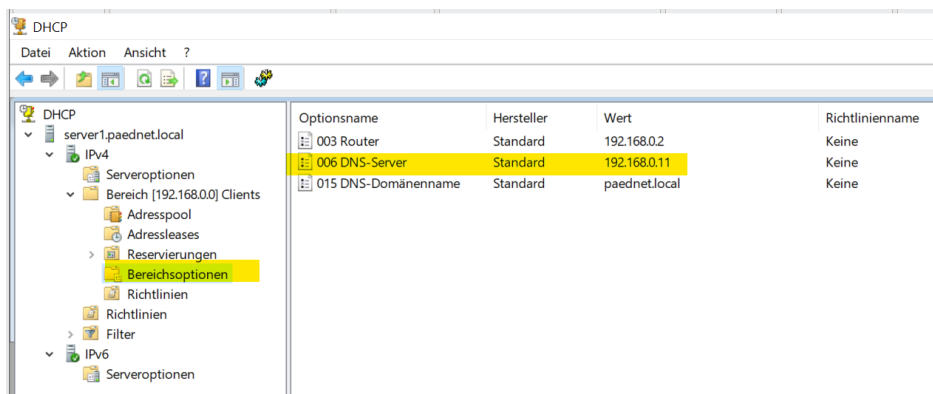 DHCP
Datei Aktion Ansicht ?
DHCP
server1.paednet.local
IPv4
Serveroptionen
Bereich [192.168.0.0] Clients
Adresspool
Adressleases
Reservierungen
Bereichsoptionen
Richtlinien
Richtlinien
Filter
IPv6
Serveroptionen
Optionsname Hersteller Wert Richtlinienname
003 Router Standard 192.168.0.2 Keine
006 DNS-Server Standard 192.168.0.11 Keine
015 DNS-Domänenname Standard paednet.local Keine